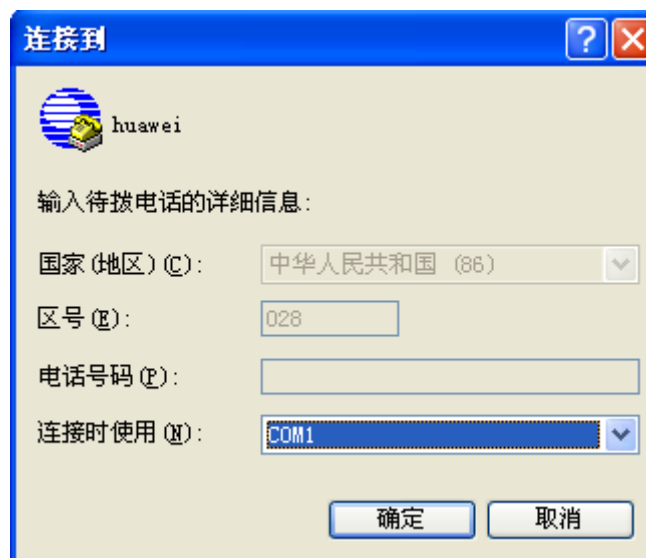 连接到
huawei
输入待拨电话的详细信息:
国家(地区)(C): 中华人民共和国 (86)
区号(E): 028
电话号码(P):
连接时使用(N): COM1
确定 取消